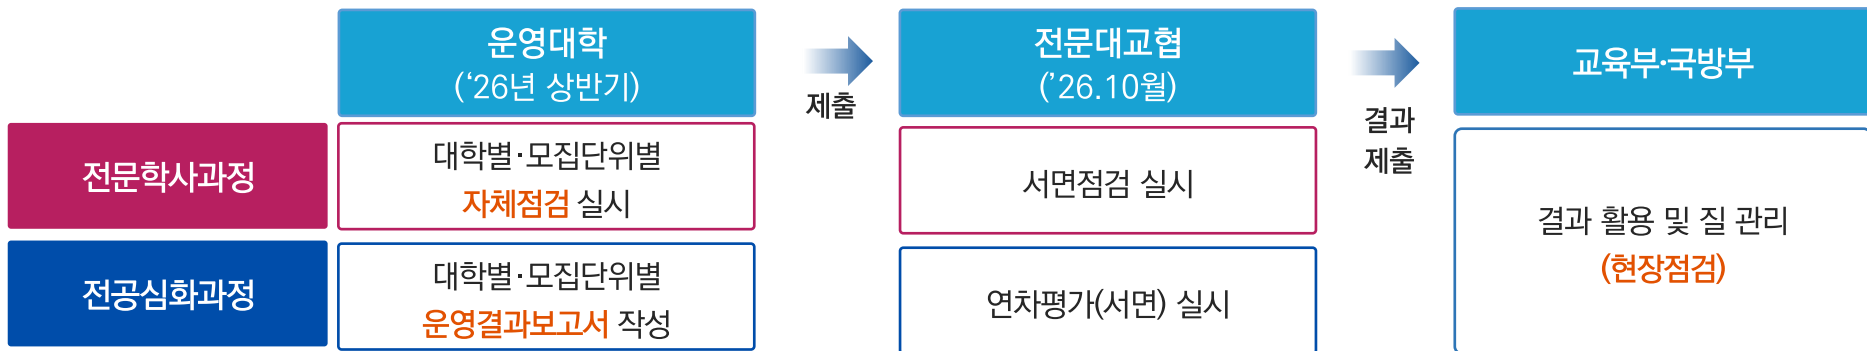 운영대학
(‘26년 상반기)
제출
전문대교협
(’26.10월)
결과
제출
교육부·국방부
전문학사과정
대학별·모집단위별
자체점검 실시
서면점검 실시
결과 활용 및 질 관리
(현장점검)
전공심화과정
대학별·모집단위별
운영결과보고서 작성
연차평가(서면) 실시